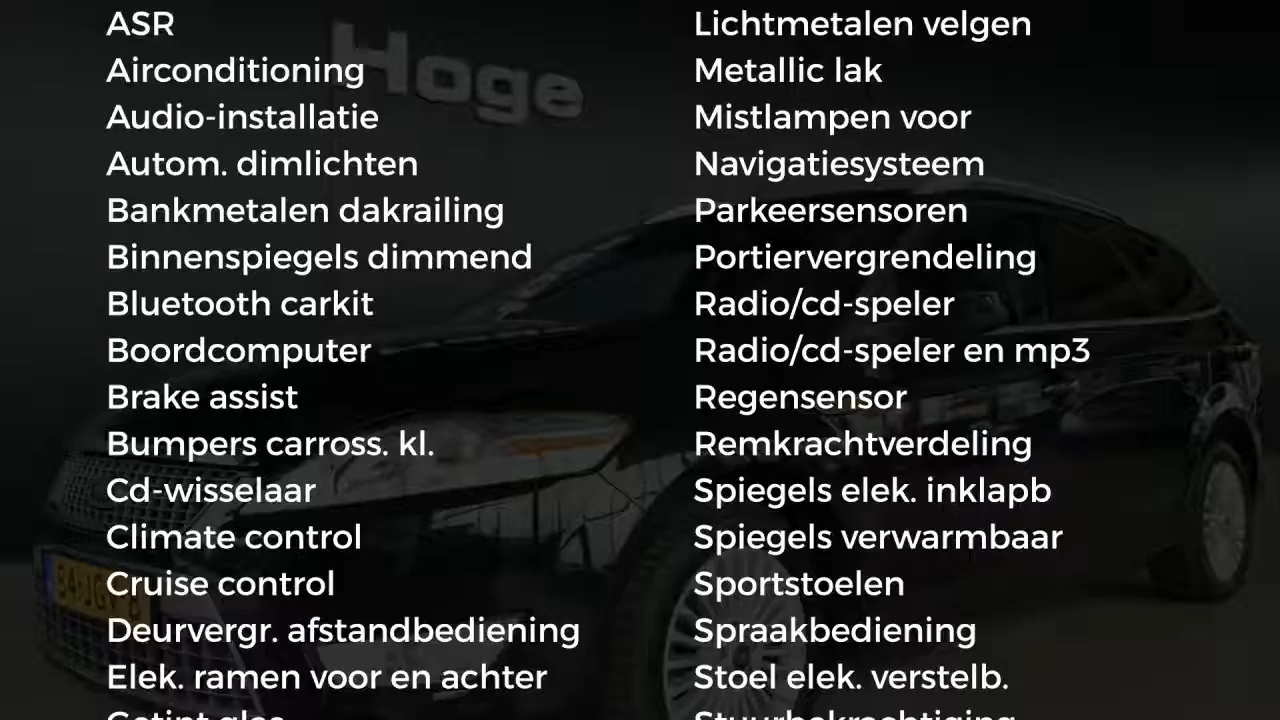 Hoge
ASR
Airconditioning
Audio-installatie
Autom. dimlichten
Bankmetalen dakrailing
Binnenspiegels dimmend
Bluetooth carkit
Boordcomputer
Brake assist
Bumpers carross. kl.
Cd-wisselaar
Climate control
Cruise control
Deurvergr. afstandbediening
Elek. ramen voor en achter
Getint glas
Lichtmetalen velgen
Metallic lak
Mistlampen voor
Navigatiesysteem
Parkeersensoren
Portiervergrendeling
Radio/cd-speler
Radio/cd-speler en mp3
Regensensor
Remkrachtverdeling
Spiegels elek. inklapb
Spiegels verwarmbaar
Sportstoelen
Spraakbediening
Stoel elek. verstelb.
Stuurbekrachtiging